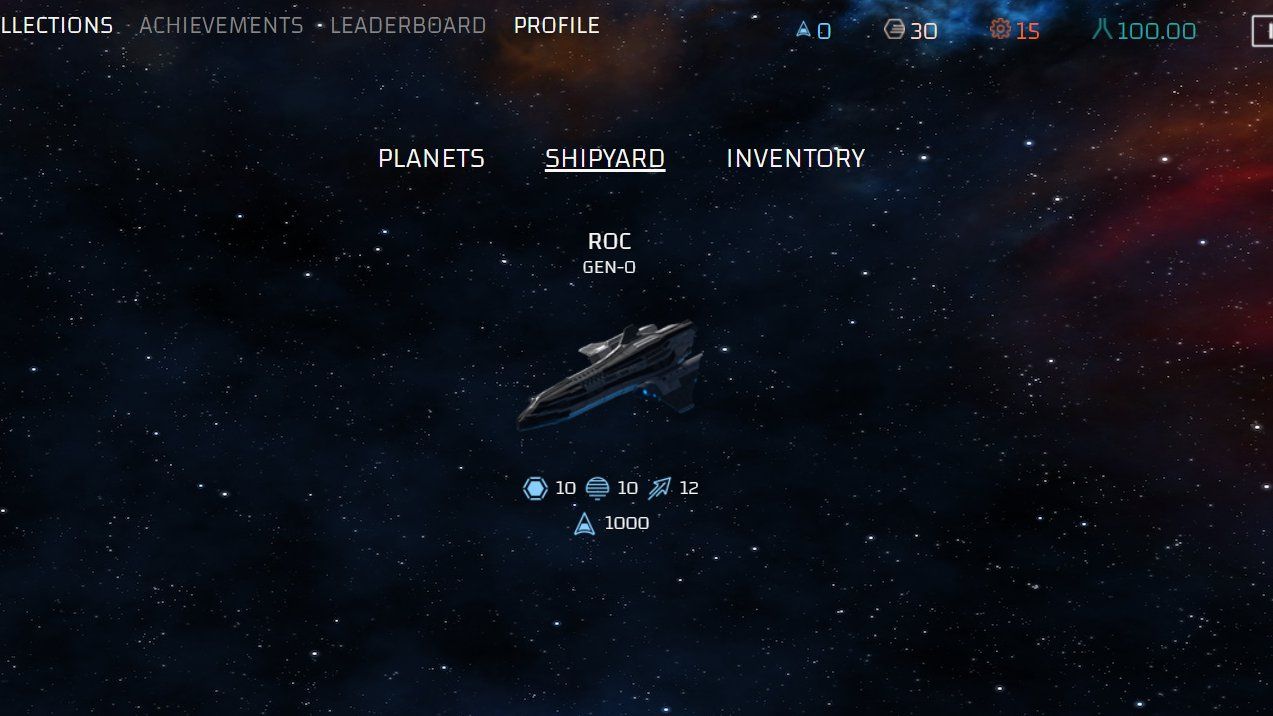 LLECTIONS ACHIEVEMENTS LEADERBOARD PROFILE 0 30 15 100.00
PLANETS SHIPYARD INVENTORY
ROC
GEN-0
10 10 12
1000